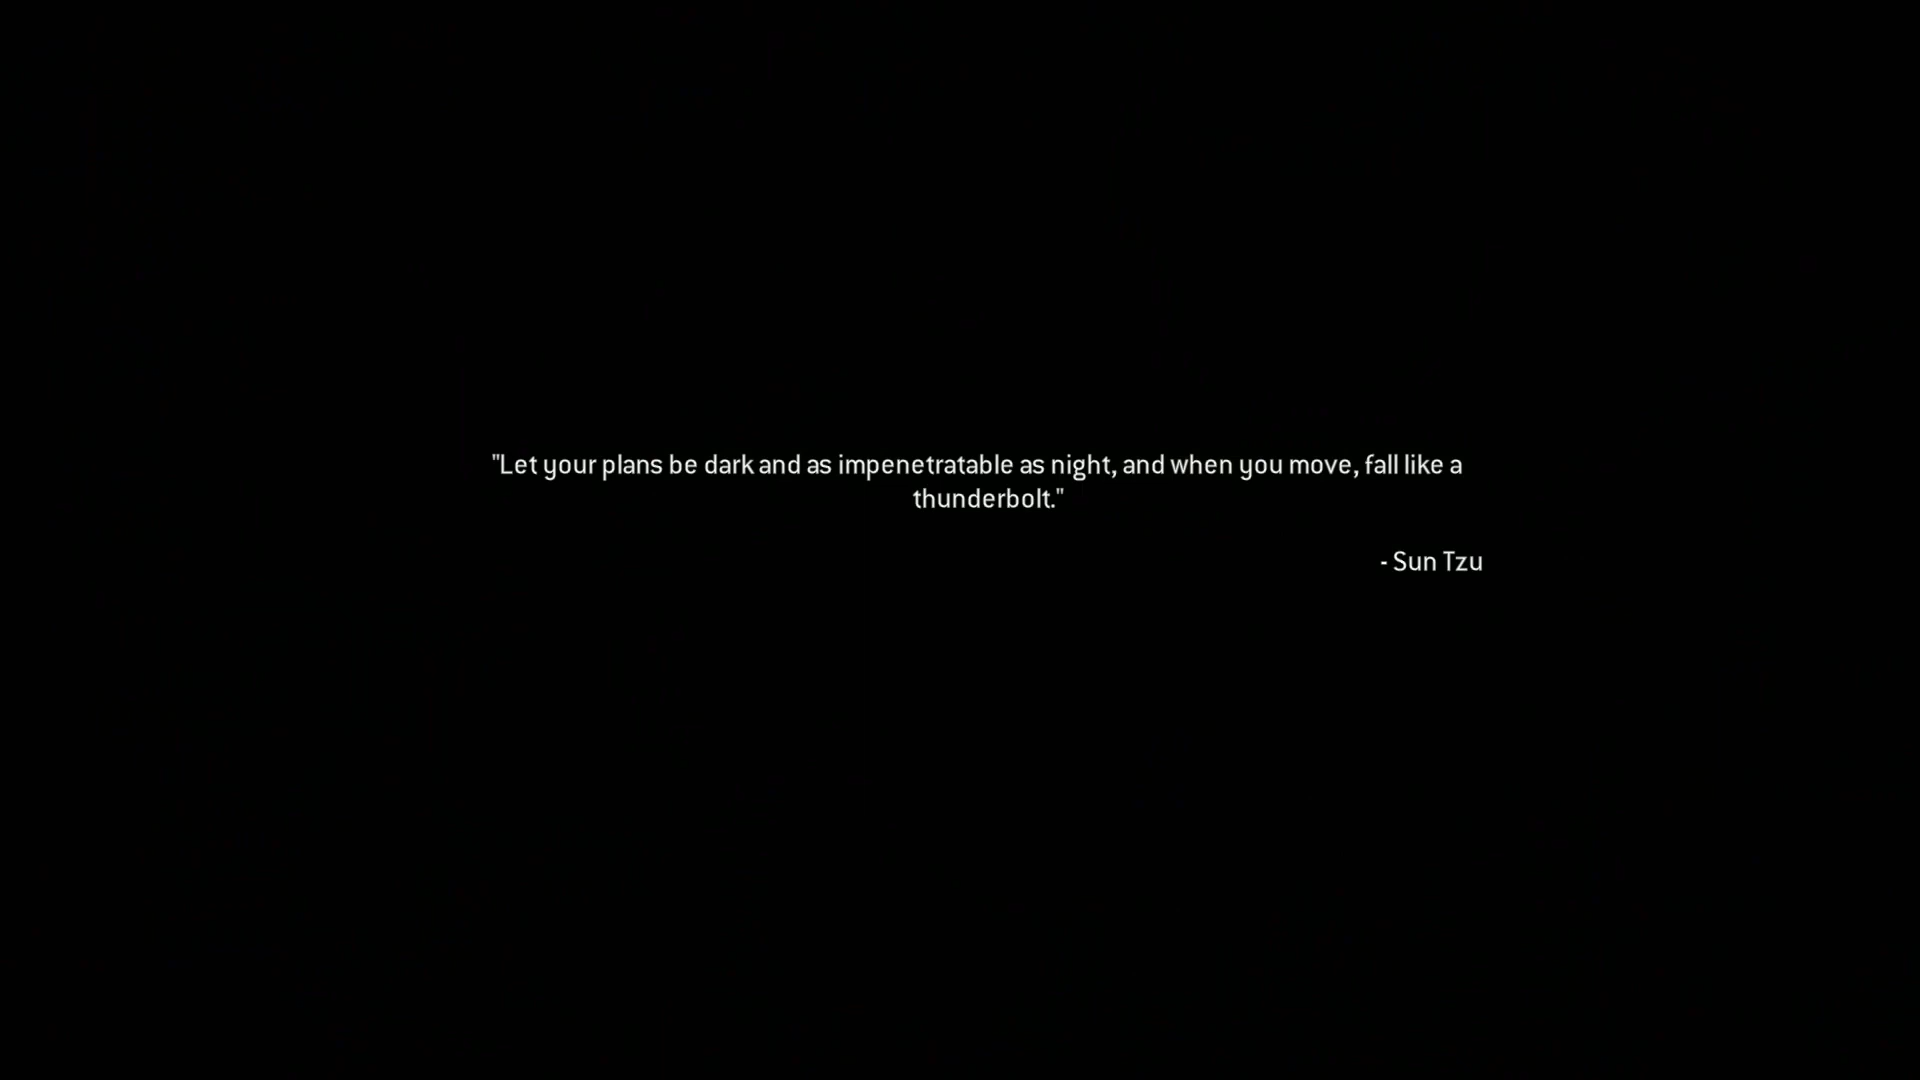 "Let your plans be dark and as impenetratable as night, and when you move, fall like a
thunderbolt."
- Sun Tzu